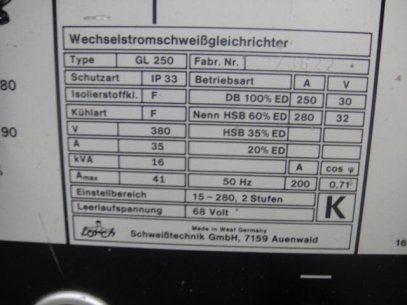 Wechselstromschweißgleichrichter
Type GL 250 Fabr. Nr.
Schutzart IP 33 Betriebsart A V
Isolierstoffkl. F DB 100% ED 250 30
Kühlart F Nenn HSB 60% ED 280 32
V 380 HSB 35% ED
A 35 20% ED
kVA 16 A cos φ
Amax 41 50 Hz 200 0,71
Einstellbereich 15-280, 2 Stufen K
Leerlaufspannung 68 Volt
Made in West Germany
Lorch Schweißtechnik GmbH, 7159 Auenwald
80
90
16